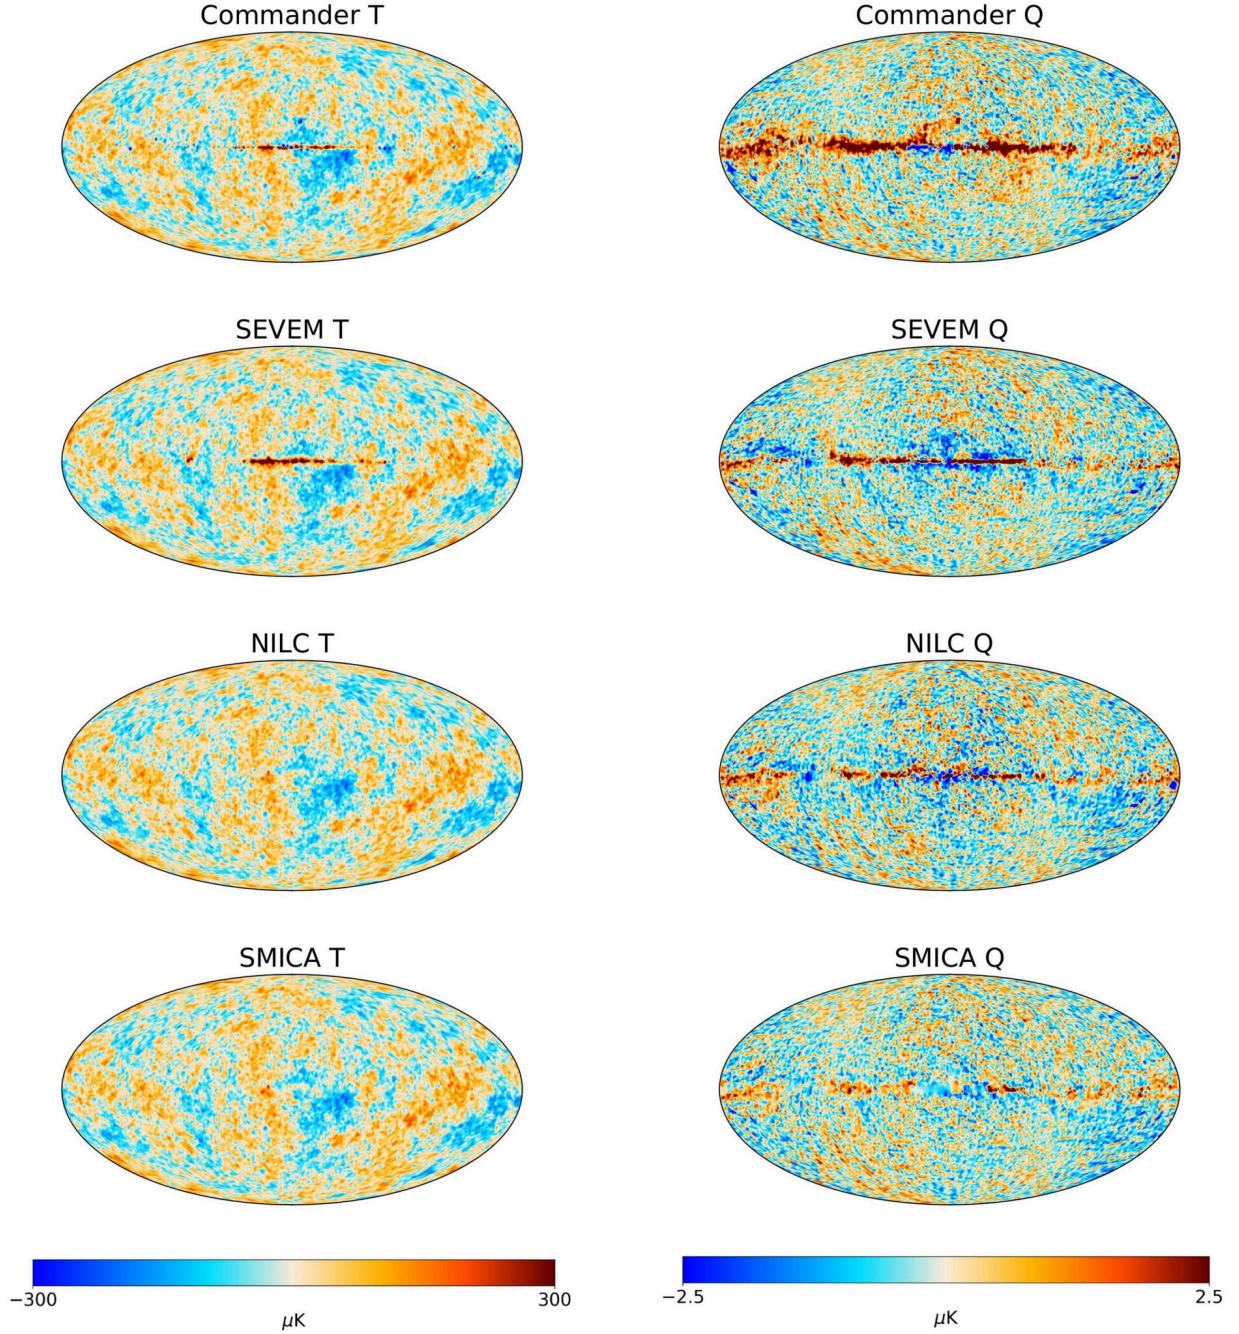 Commander T
Commander Q
SEVEM T
SEVEM Q
NILC T
NILC Q
SMICA T
SMICA Q
−300 300
μK
−2.5 2.5
μK